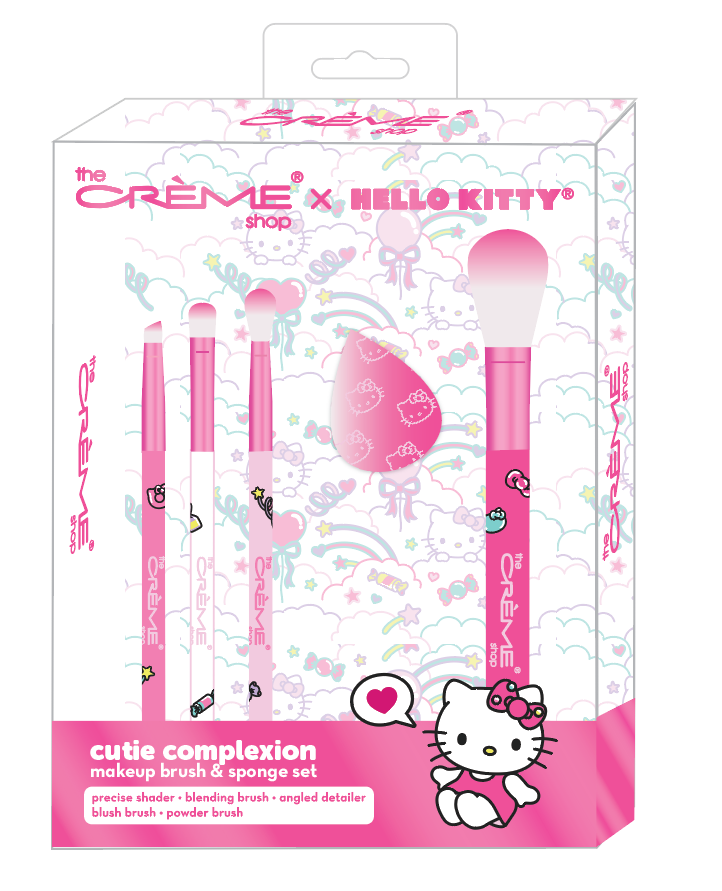 the
CRÈME®
shop
the
CRÈME®
shop
x
HELLO KITTY®
the
CRÈME®
shop
the
CRÈME®
shop
the
CRÈME®
shop
the
CRÈME®
shop
the
CRÈME®
shop
the
CRÈME®
shop
cutie complexion
makeup brush & sponge set
precise shader • blending brush • angled detailer
blush brush • powder brush